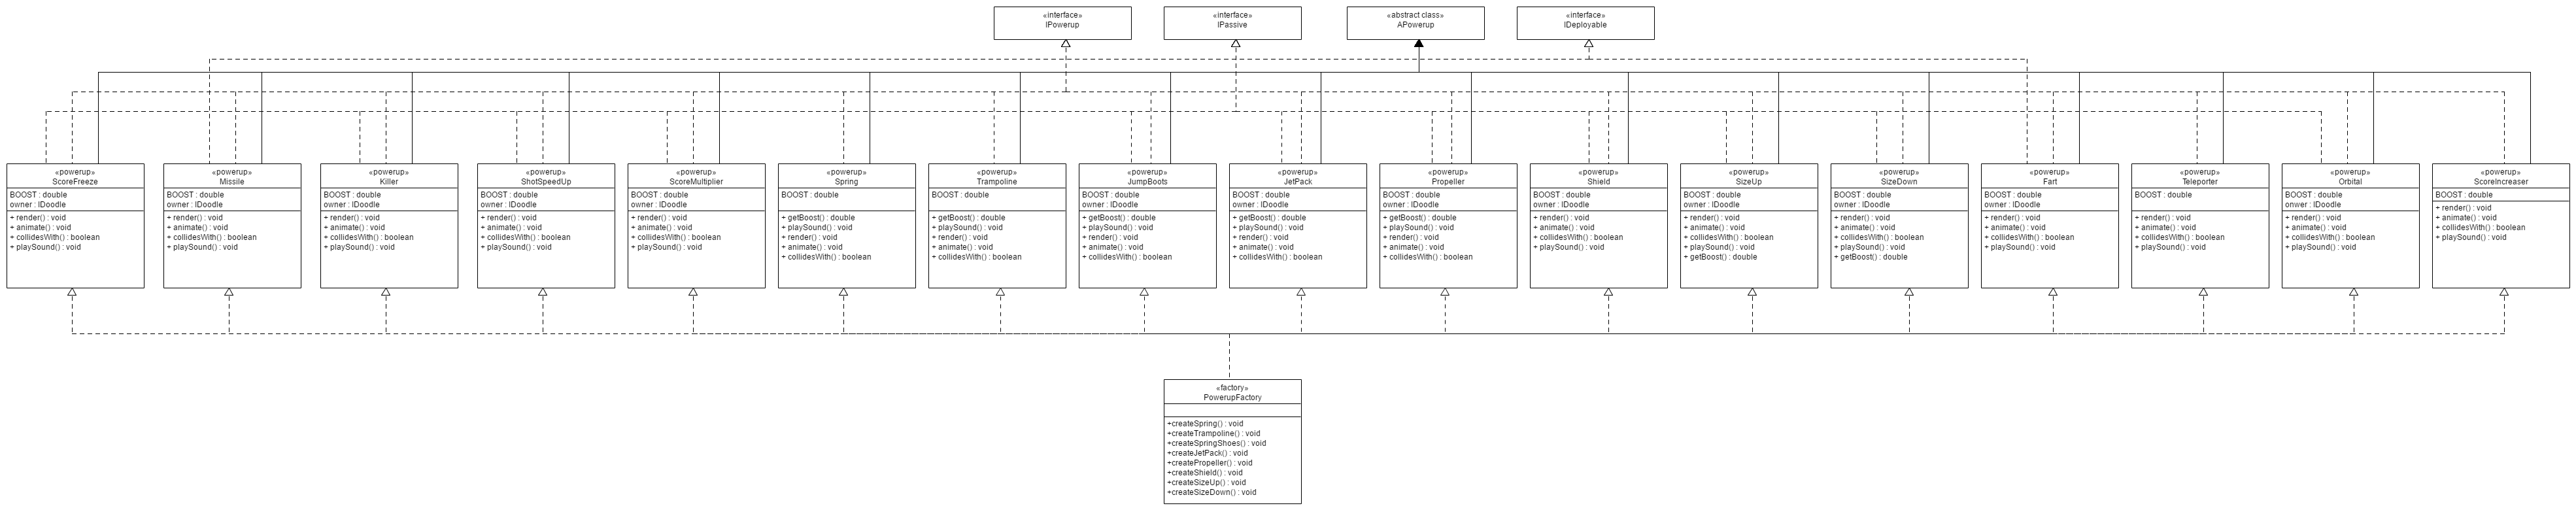 «interface»
IPowerup
«interface»
IPassive
«abstract class»
APowerup
«interface»
IDeployable
«powerup»
ScoreFreeze
BOOST : double
owner : IDoodle
+ render() : void
+ animate() : void
+ collidesWith() : boolean
+ playSound() : void
«powerup»
Missile
BOOST : double
owner : IDoodle
+ render() : void
+ animate() : void
+ collidesWith() : boolean
+ playSound() : void
«powerup»
Killer
BOOST : double
owner : IDoodle
+ render() : void
+ animate() : void
+ collidesWith() : boolean
+ playSound() : void
«powerup»
ShotSpeedUp
BOOST : double
owner : IDoodle
+ render() : void
+ animate() : void
+ collidesWith() : boolean
+ playSound() : void
«powerup»
ScoreMultiplier
BOOST : double
owner : IDoodle
+ render() : void
+ animate() : void
+ collidesWith() : boolean
+ playSound() : void
«powerup»
Spring
BOOST : double
owner : IDoodle
+ getBoost() : double
+ playSound() : void
+ render() : void
+ animate() : void
+ collidesWith() : boolean
«powerup»
Trampoline
BOOST : double
owner : IDoodle
+ getBoost() : double
+ playSound() : void
+ render() : void
+ animate() : void
+ collidesWith() : boolean
«powerup»
JumpBoots
BOOST : double
owner : IDoodle
+ getBoost() : double
+ playSound() : void
+ render() : void
+ animate() : void
+ collidesWith() : boolean
«powerup»
JetPack
BOOST : double
owner : IDoodle
+ getBoost() : double
+ playSound() : void
+ render() : void
+ animate() : void
+ collidesWith() : boolean
«powerup»
Propeller
BOOST : double
owner : IDoodle
+ getBoost() : double
+ playSound() : void
+ render() : void
+ animate() : void
+ collidesWith() : boolean
«powerup»
Shield
BOOST : double
owner : IDoodle
+ render() : void
+ animate() : void
+ collidesWith() : boolean
+ playSound() : void
«powerup»
SizeUp
BOOST : double
owner : IDoodle
+ render() : void
+ animate() : void
+ collidesWith() : boolean
+ playSound() : void
+ getBoost() : double
«powerup»
SizeDown
BOOST : double
owner : IDoodle
+ render() : void
+ animate() : void
+ collidesWith() : boolean
+ playSound() : void
+ getBoost() : double
«powerup»
Fart
BOOST : double
owner : IDoodle
+ render() : void
+ animate() : void
+ collidesWith() : boolean
+ playSound() : void
«powerup»
Teleporter
BOOST : double
+ render() : void
+ animate() : void
+ collidesWith() : boolean
+ playSound() : void
«powerup»
Orbital
BOOST : double
owner : IDoodle
+ render() : void
+ animate() : void
+ collidesWith() : boolean
+ playSound() : void
«powerup»
ScoreIncreaser
BOOST : double
+ render() : void
+ animate() : void
+ collidesWith() : boolean
+ playSound() : void
«factory»
PowerupFactory
+createSpring() : void
+createTrampoline() : void
+createSpringShoes() : void
+createJetPack() : void
+createPropeller() : void
+createShield() : void
+createSizeUp() : void
+createSizeDown() : void